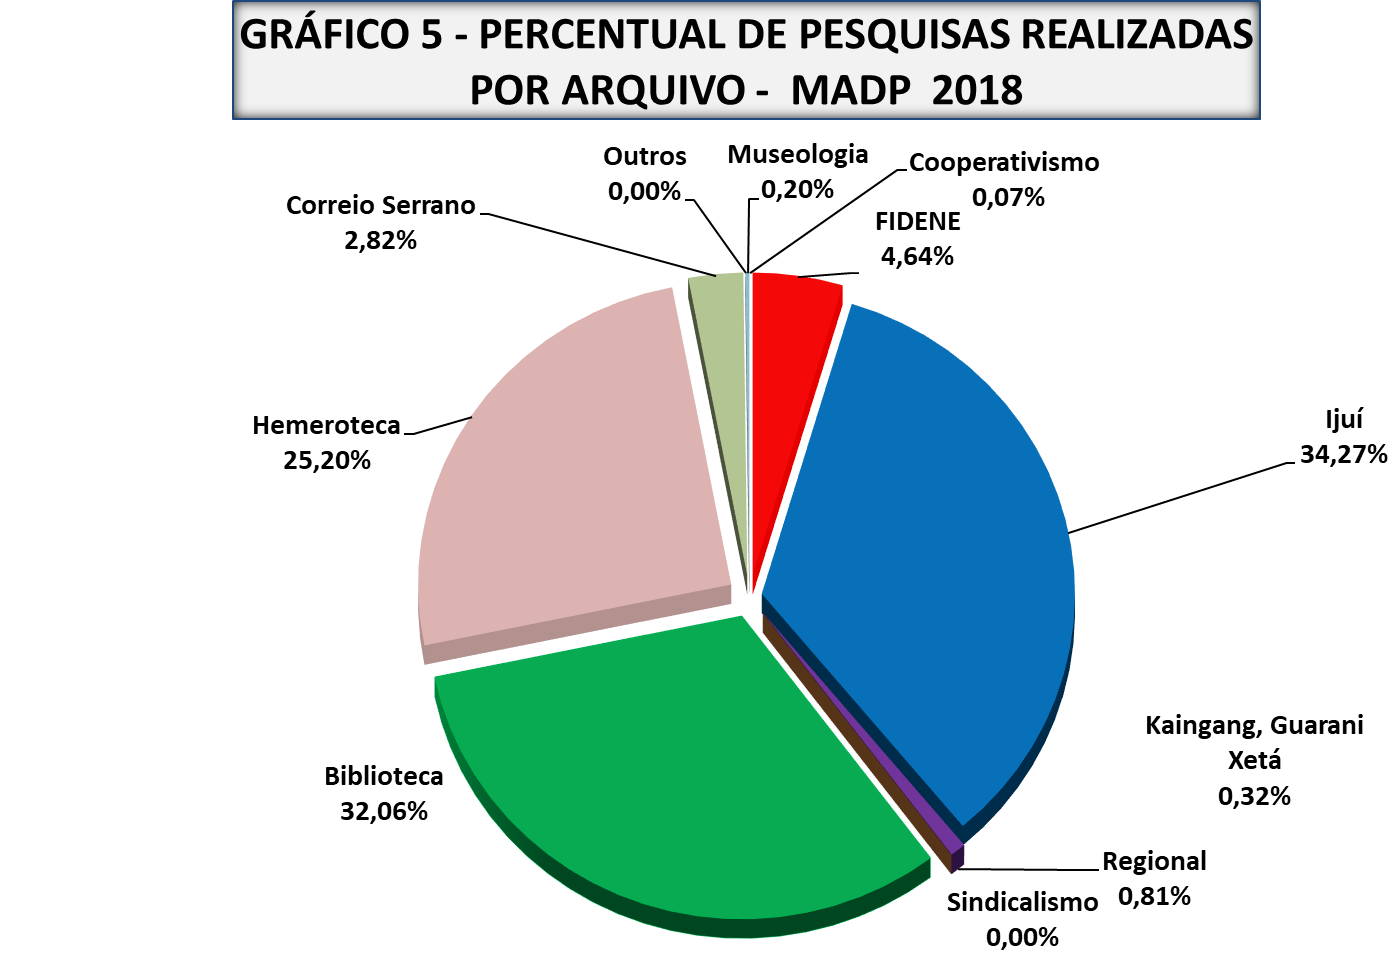 GRÁFICO 5 - PERCENTUAL DE PESQUISAS REALIZADAS
POR ARQUIVO - MADP 2018
Outros
0,00%
Museologia
0,20%
Cooperativismo
0,07%
Correio Serrano
2,82%
FIDENE
4,64%
Hemeroteca
25,20%
Ijuí
34,27%
Kaingang, Guarani
Xetá
0,32%
Biblioteca
32,06%
Regional
0,81%
Sindicalismo
0,00%